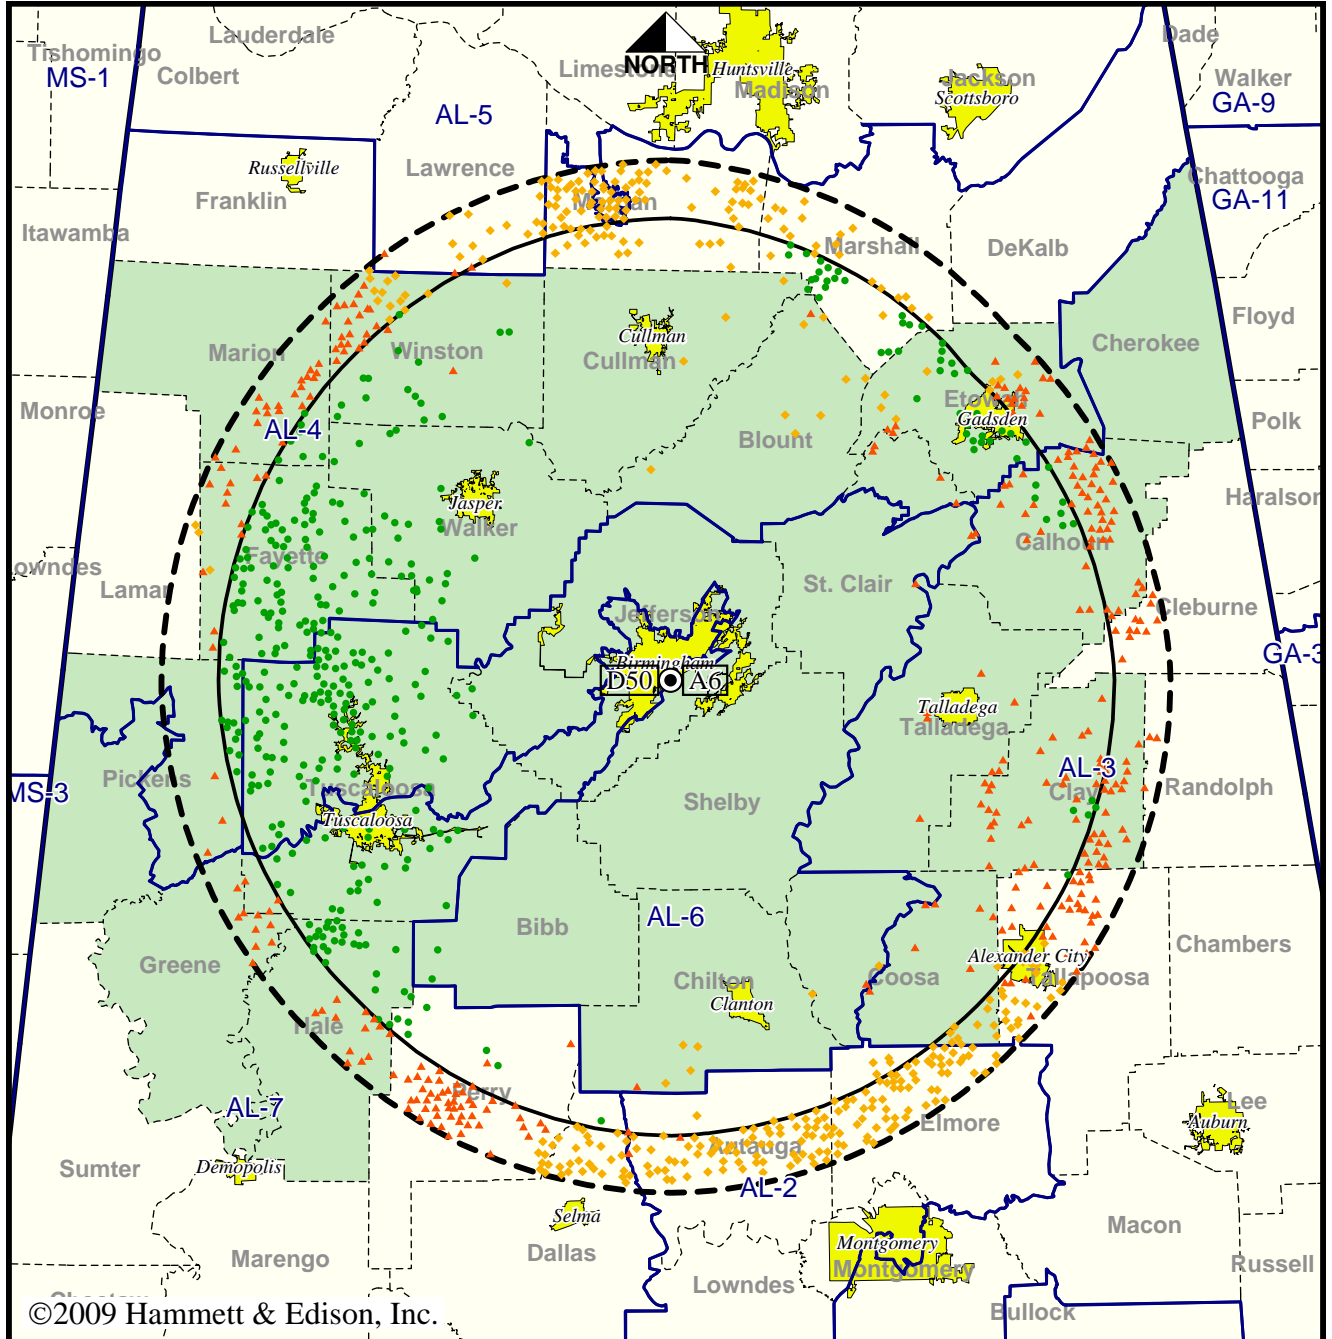 Lauderdale
Dade
Tishomingo
MS-1
Colbert
Limestone
NORTH
Huntsville
Madison
Jackson
Scottsboro
Walker
GA-9
AL-5
Russellville
Lawrence
Franklin
Morgan
Chattooga
GA-11
Itawamba
Marshall
DeKalb
Floyd
Cullman
Marion
Winston
Cullman
Cherokee
Monroe
AL-4
Etowah
Gadsden
Blount
Polk
Jasper
Walker
Haralson
Fayette
Calhoun
owndes
Lamar
St. Clair
Jefferson
Cleburne
GA-3
Birmingham
D50
A6
Talladega
Talladega
Pickens
MS-3
Tuscaloosa
Tuscaloosa
Shelby
AL-3
Clay
Randolph
AL-6
Bibb
Greene
Chambers
Alexander City
Tallapoosa
Coosa
Chilton
Clanton
Hale
Perry
AL-7
Elmore
Lee
Auburn
Autauga
Sumter
Demopolis
AL-2
Selma
Dallas
Macon
Montgomery
Montgomery
Marengo
Lowndes
Russell
Choctaw
Bullock
©2009 Hammett & Edison, Inc.